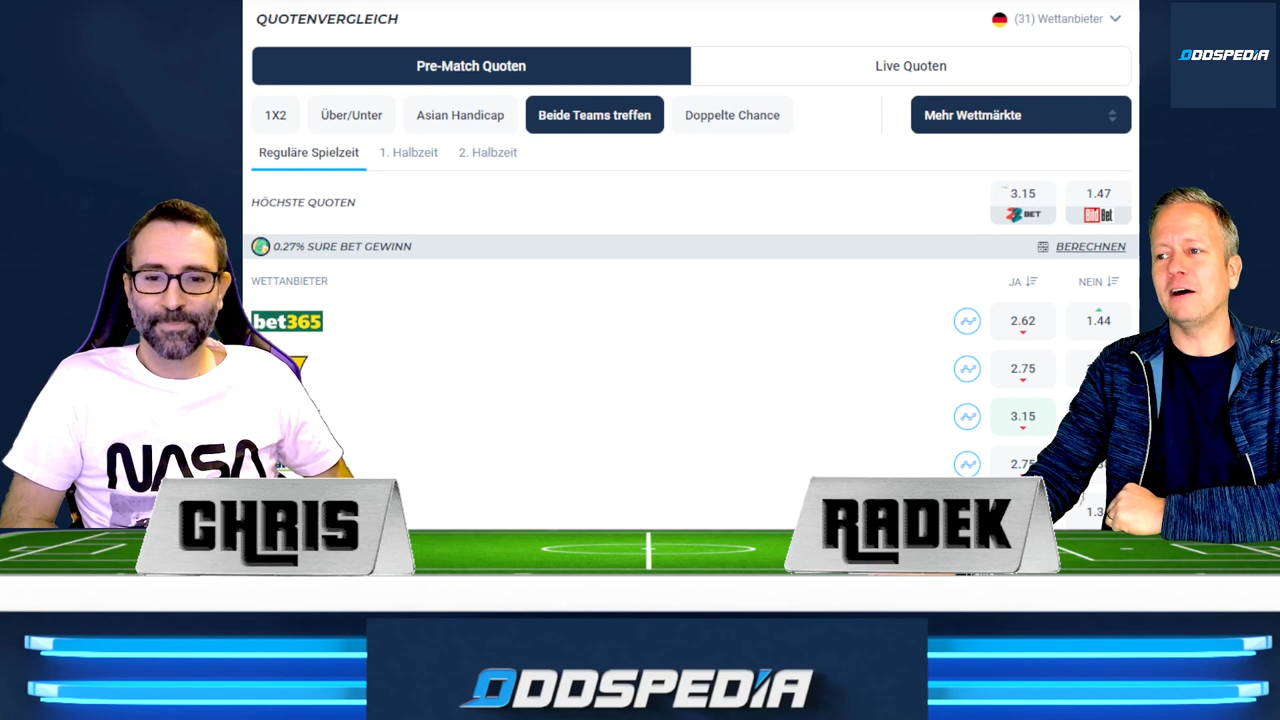 QUOTENVERGLEICH
(31) Wettanbieter
ODDSPEDIA
Pre-Match Quoten
Live Quoten
1X2
Über/Unter
Asian Handicap
Beide Teams treffen
Doppelte Chance
Mehr Wettmärkte
Reguläre Spielzeit
1. Halbzeit
2. Halbzeit
HÖCHSTE QUOTEN
3.15
1.47
22BET
BildBet
0.27% SURE BET GEWINN
BERECHNEN
WETTANBIETER
JA
NEIN
bet365
2.62
1.44
2.75
3.15
NASA
CHRIS
RADEK
ODDSPEDIA